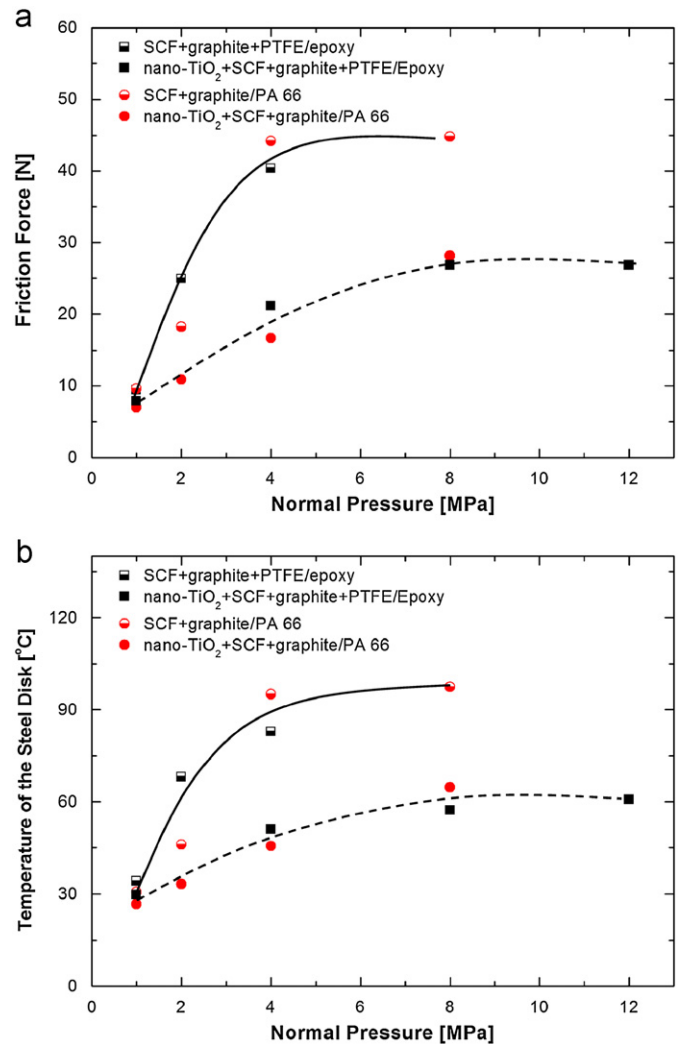 a
60
50
40
30
20
10
0
Friction Force [N]
SCF+graphite+PTFE/epoxy
nano-TiO₂+SCF+graphite+PTFE/Epoxy
SCF+graphite/PA 66
nano-TiO₂+SCF+graphite/PA 66
0 2 4 6 8 10 12
Normal Pressure [MPa]
b
120
90
60
30
0
Temperature of the Steel Disk [°C]
SCF+graphite+PTFE/epoxy
nano-TiO₂+SCF+graphite+PTFE/Epoxy
SCF+graphite/PA 66
nano-TiO₂+SCF+graphite/PA 66
0 2 4 6 8 10 12
Normal Pressure [MPa]